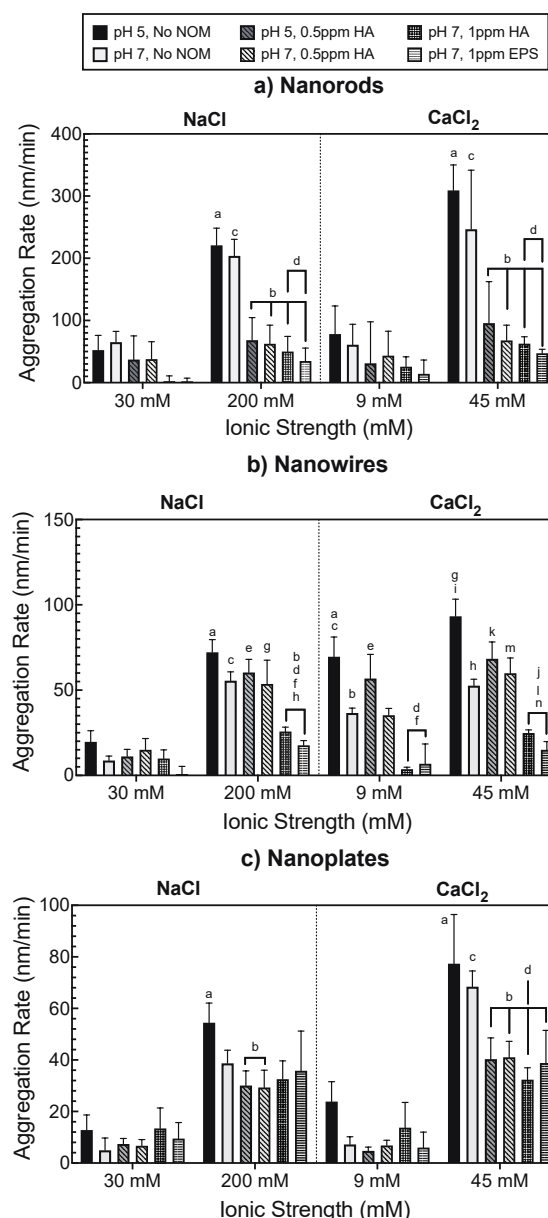 pH 5, No NOM pH 5, 0.5ppm HA pH 7, 1ppm HA
pH 7, No NOM pH 7, 0.5ppm HA pH 7, 1ppm EPS
a) Nanorods
NaCl CaCl₂
Aggregation Rate (nm/min)
400
300
200
100
0
a c b d a c b d
30 mM 200 mM 9 mM 45 mM
Ionic Strength (mM)
b) Nanowires
NaCl CaCl₂
Aggregation Rate (nm/min)
150
100
50
0
a c e g b d f h a c b e d f g i h k m j l n
30 mM 200 mM 9 mM 45 mM
Ionic Strength (mM)
c) Nanoplates
NaCl CaCl₂
Aggregation Rate (nm/min)
100
80
60
40
20
0
a b a c b d
30 mM 200 mM 9 mM 45 mM
Ionic Strength (mM)